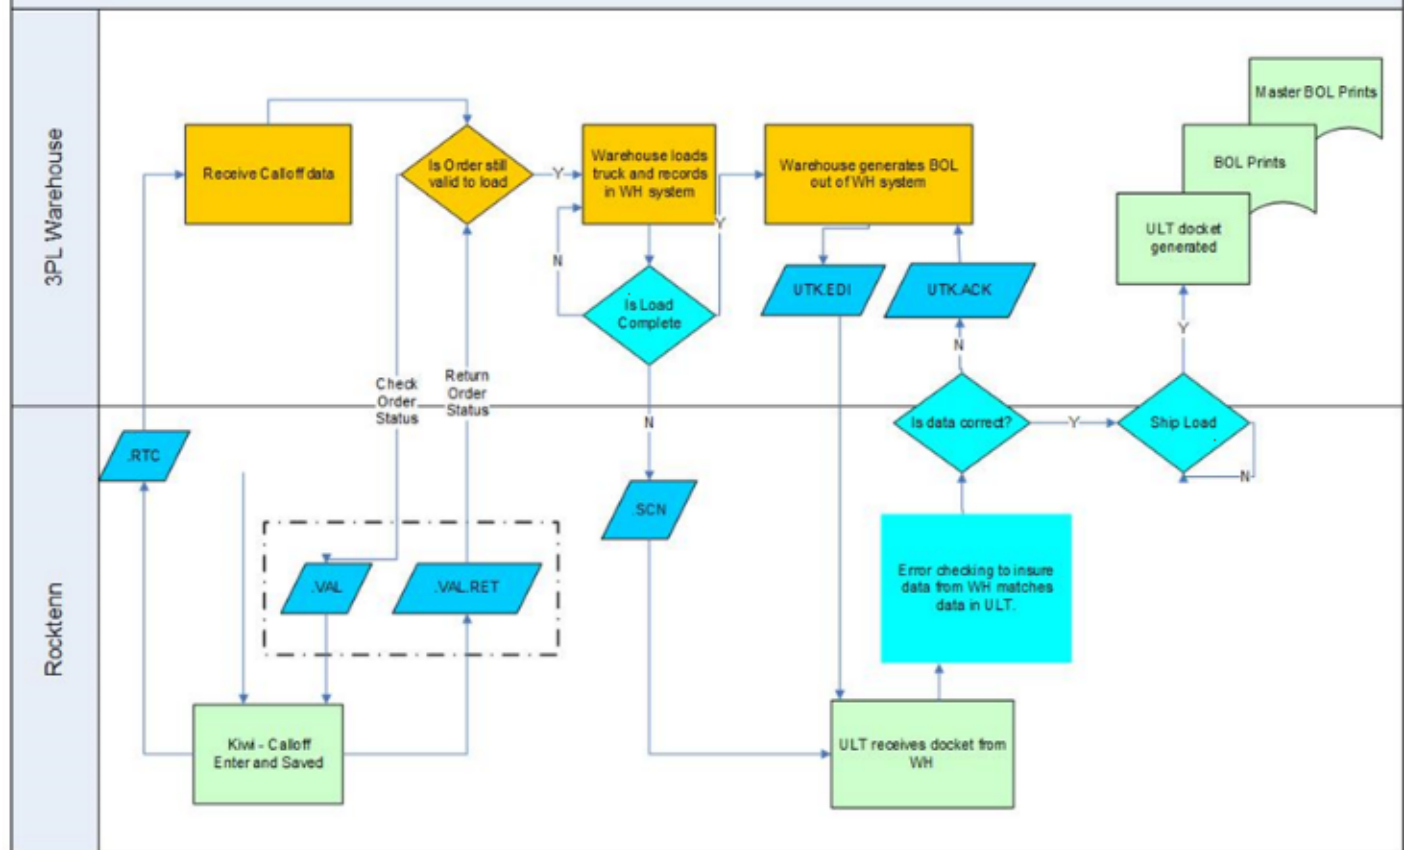 3PL Warehouse
Master BOL Prints
BOL Prints
Receive Calloff data
Is Order still
valid to load
Y
Warehouse loads
truck and records
in WH system
Y
Warehouse generates BOL
out of WH system
ULT docket
generated
N
Is Load
Complete
UTK.EDI
UTK.ACK
Y
N
Check
Order
Status
Return
Order
Status
N
Is data correct?
Y
Ship Load
N
Rocktenn
.RTC
.SCN
.VAL
.VAL.RET
Error checking to insure
data from WH matches
data in ULT.
Kiwi - Calloff
Enter and Saved
ULT receives docket from
WH